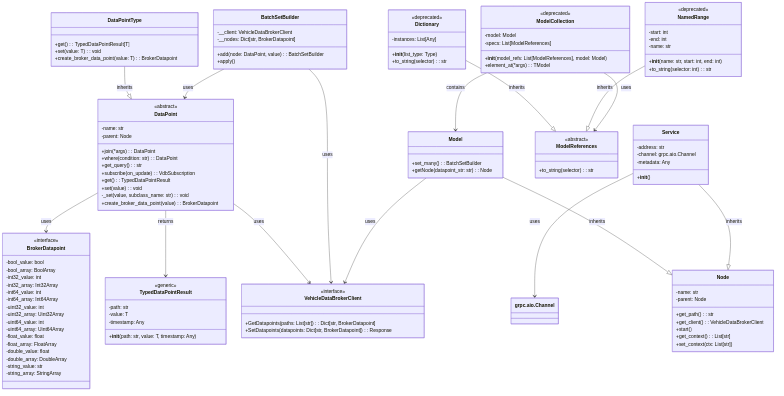 DataPointType
+get() : : TypedDataPointResult[T]
+set(value: T) : : void
+create_broker_data_point(value: T) : : BrokerDatapoint
BatchSetBuilder
-__client: VehicleDataBrokerClient
-__nodes: Dict[str, BrokerDatapoint]
+add(node: DataPoint, value) : : BatchSetBuilder
+apply()
«deprecated»
Dictionary
-instances: List[Any]
+init(list_type: Type)
+to_string(selector) : : str
«deprecated»
ModelCollection
-model: Model
-specs: List[ModelReferences]
+init(model_refs: List[ModelReferences], model: Model)
+element_at(*args) : : TModel
«deprecated»
NamedRange
-start: int
-end: int
-name: str
+init(name: str, start: int, end: int)
+to_string(selector: int) : : str
inherits
uses
contains
inherits
inherits
uses
«abstract»
DataPoint
-name: str
-parent: Node
+join(*args) : : DataPoint
+where(condition: str) : : DataPoint
+get_query() : : str
+subscribe(on_update) : : VdbSubscription
+get() : : TypedDataPointResult
+set(value) : : void
-_set(value, subclass_name: str) : : void
+create_broker_data_point(value) : : BrokerDatapoint
uses
Model
+set_many() : : BatchSetBuilder
+getNode(datapoint_str: str) : : Node
«abstract»
ModelReferences
+to_string(selector) : : str
Service
-address: str
-channel: grpc.aio.Channel
-metadata: Any
+init()
uses
returns
uses
uses
inherits
uses
inherits
«interface»
BrokerDatapoint
-bool_value: bool
-bool_array: BoolArray
-int32_value: int
-int32_array: Int32Array
-int64_value: int
-int64_array: Int64Array
-uint32_value: int
-uint32_array: Uint32Array
-uint64_value: int
-uint64_array: Uint64Array
-float_value: float
-float_array: FloatArray
-double_value: float
-double_array: DoubleArray
-string_value: str
-string_array: StringArray
«generic»
TypedDataPointResult
-path: str
-value: T
-timestamp: Any
+init(path: str, value: T, timestamp: Any)
«interface»
VehicleDataBrokerClient
+GetDatapoints(paths: List[str]) : : Dict[str, BrokerDatapoint]
+SetDatapoints(datapoints: Dict[str, BrokerDatapoint]) : : Response
grpc.aio.Channel
Node
-name: str
-parent: Node
+get_path() : : str
+get_client() : : VehicleDataBrokerClient
+start()
+get_context() : : List[str]
+set_context(ctx: List[str])